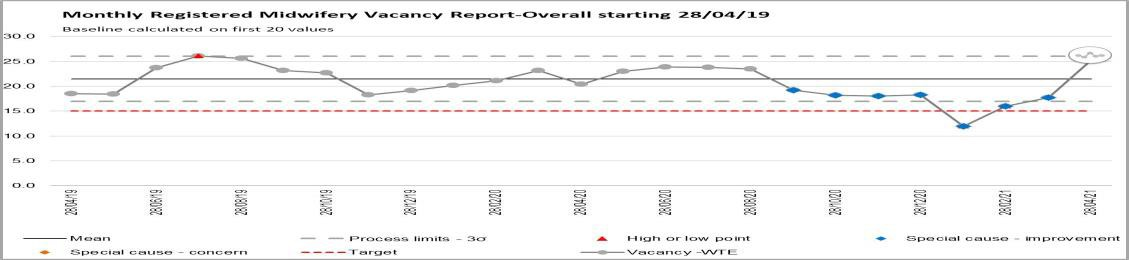 Monthly Registered Midwifery Vacancy Report-Overall starting 28/04/19
Baseline calculated on first 20 values
30.0
25.0
20.0
15.0
10.0
5.0
0.0
28/04/19 28/06/19 28/08/19 28/10/19 28/12/19 28/02/20 28/04/20 28/06/20 28/08/20 28/10/20 28/12/20 28/02/21 28/04/21
Mean Process limits - 3σ High or low point Special cause - improvement
Special cause - concern Target Vacancy -WTE